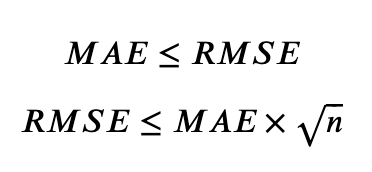 MAE ≤ RMSE
RMSE ≤ MAE × √n